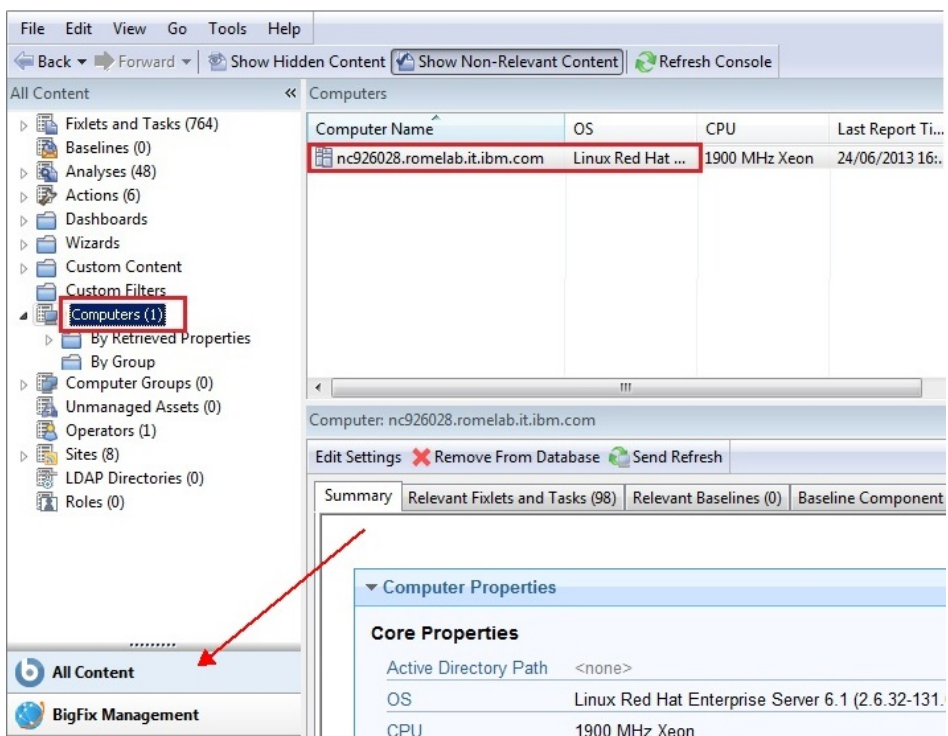 File Edit View Go Tools Help
Back Forward Show Hidden Content Show Non-Relevant Content Refresh Console
All Content «
Fixlets and Tasks (764)
Baselines (0)
Analyses (48)
Actions (6)
Dashboards
Wizards
Custom Content
Custom Filters
Computers (1)
By Retrieved Properties
By Group
Computer Groups (0)
Unmanaged Assets (0)
Operators (1)
Sites (8)
LDAP Directories (0)
Roles (0)
All Content
BigFix Management
Computers
Computer Name OS CPU Last Report Ti...
nc926028.romelab.it.ibm.com Linux Red Hat ... 1900 MHz Xeon 24/06/2013 16:..
Computer: nc926028.romelab.it.ibm.com
Edit Settings Remove From Database Send Refresh
Summary Relevant Fixlets and Tasks (98) Relevant Baselines (0) Baseline Component
Computer Properties
Core Properties
Active Directory Path <none>
OS Linux Red Hat Enterprise Server 6.1 (2.6.32-131.
CPU 1900 MHz Xeon